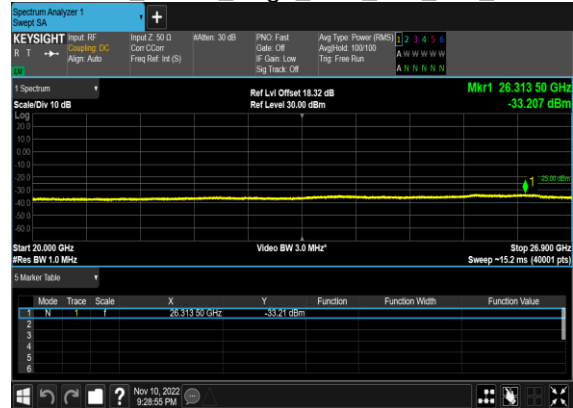 Spectrum Analyzer 1
Swept SA
+
KEYSIGHT Input: RF Input Z: 50 Ω #Atten: 30 dB PNO: Fast Avg Type: Power (RMS) 1 2 3 4 5 6
R T Coupling: DC Corr CCorr Gate: Off Avg|Hold: 100/100 A W W W W W
Align: Auto Freq Ref: Int (S) IF Gain: Low Trig: Free Run
LW Sig Track: Off A N N N N N
1 Spectrum Ref Lvl Offset 18.32 dB Mkr1 26.313 50 GHz
Scale/Div 10 dB Ref Level 30.00 dBm -33.207 dBm
Log
20.0
10.0
0.00
-10.0
-20.0
1 -25.00 dBm
-30.0
-40.0
-50.0
-60.0
Start 20.000 GHz Video BW 3.0 MHz* Stop 26.900 GHz
#Res BW 1.0 MHz Sweep ~15.2 ms (40001 pts)
5 Marker Table
Mode Trace Scale X Y Function Function Width Function Value
1 N 1 f 26.313 50 GHz -33.21 dBm
2
3
4
5
6
? Nov 10, 2022
9:28:55 PM